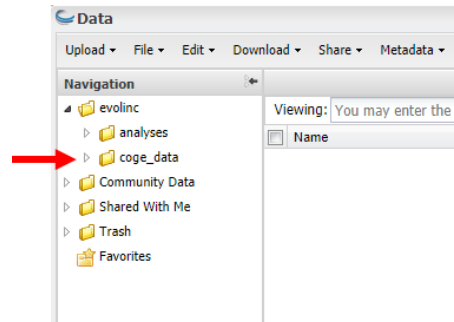 Data
Upload File Edit Download Share Metadata
Navigation
evolinc
Viewing: You may enter the
analyses
Name
coge_data
Community Data
Shared With Me
Trash
Favorites